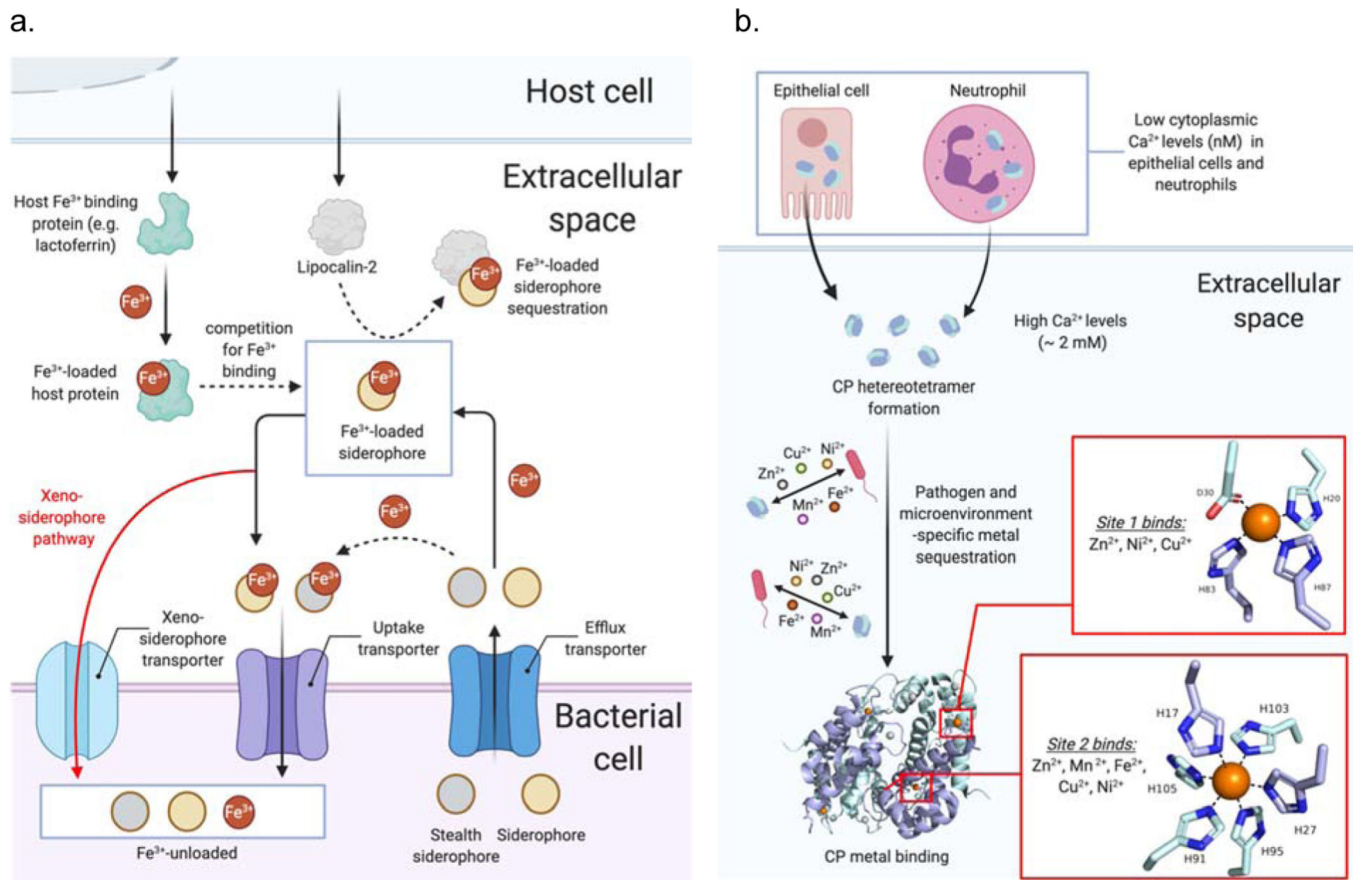 a.
Host cell
Extracellular
space
Host Fe³⁺ binding
protein (e.g.
lactoferrin)
Lipocalin-2
Fe³⁺
Fe³⁺-loaded
siderophore
sequestration
Fe³⁺
competition
for Fe³⁺
binding
Fe³⁺
Fe³⁺-loaded
host protein
Fe³⁺
Fe³⁺-loaded
siderophore
Fe³⁺
Xeno-
siderophore
pathway
Fe³⁺
Fe³⁺
Fe³⁺
Xeno-
siderophore
transporter
Uptake
transporter
Efflux
transporter
Bacterial
cell
Fe³⁺
Fe³⁺-unloaded
Stealth
siderophore
Siderophore
b.
Epithelial cell
Neutrophil
Low cytoplasmic
Ca²⁺ levels (nM) in
epithelial cells and
neutrophils
Extracellular
space
High Ca²⁺ levels
(~ 2 mM)
CP hetereotetramer
formation
Cu²⁺ Ni²⁺
Zn²⁺
Mn²⁺ Fe²⁺
Pathogen and
microenvironment
-specific metal
sequestration
Ni²⁺ Zn²⁺
Cu²⁺
Fe²⁺
Mn²⁺
Site 1 binds:
Zn²⁺, Ni²⁺, Cu²⁺
D30
H20
H83
H87
Site 2 binds:
Zn²⁺, Mn²⁺, Fe²⁺,
Cu²⁺, Ni²⁺
H17
H103
H105
H27
H91
H95
CP metal binding